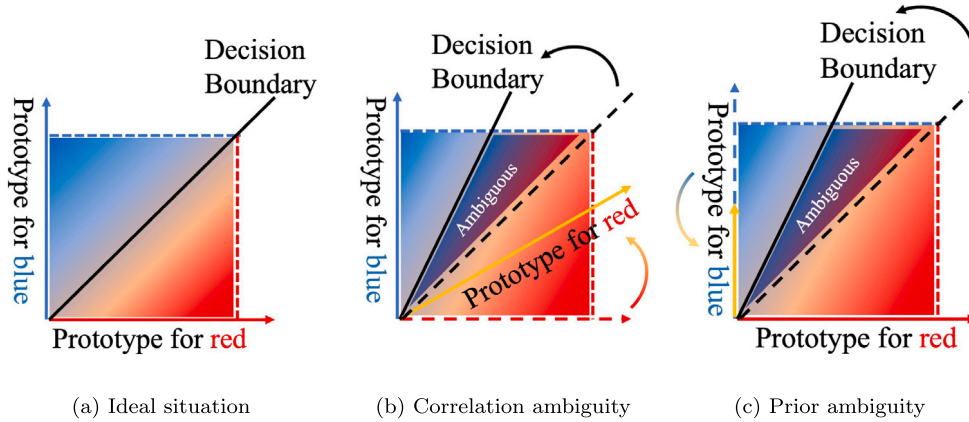 Decision
Boundary
Prototype for blue
Prototype for red
(a) Ideal situation
Decision
Boundary
Prototype for blue
Ambiguous
Prototype for red
(b) Correlation ambiguity
Decision
Boundary
Prototype for blue
Ambiguous
Prototype for red
(c) Prior ambiguity